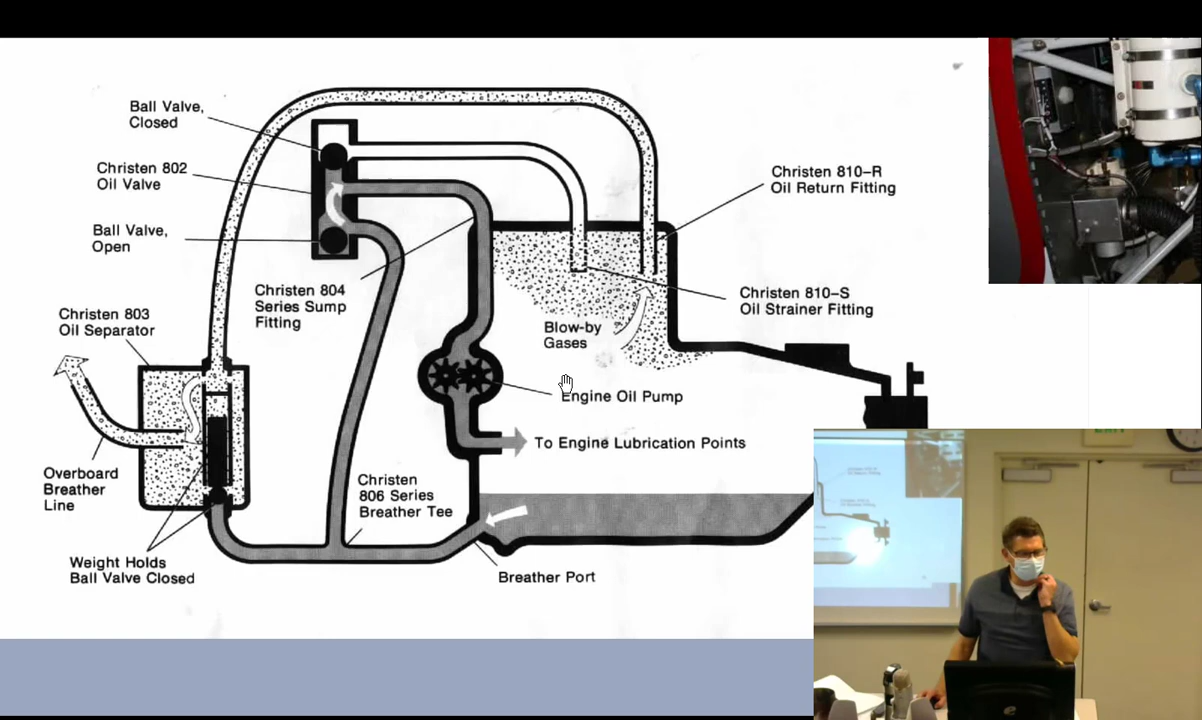 Ball Valve,
Closed
Christen 802
Oil Valve
Ball Valve,
Open
Christen 803
Oil Separator
Christen 804
Series Sump
Fitting
Christen 810-R
Oil Return Fitting
Christen 810-S
Oil Strainer Fitting
Blow-by
Gases
Engine Oil Pump
To Engine Lubrication Points
Overboard
Breather
Line
Christen
806 Series
Breather Tee
Weight Holds
Ball Valve Closed
Breather Port
EXIT